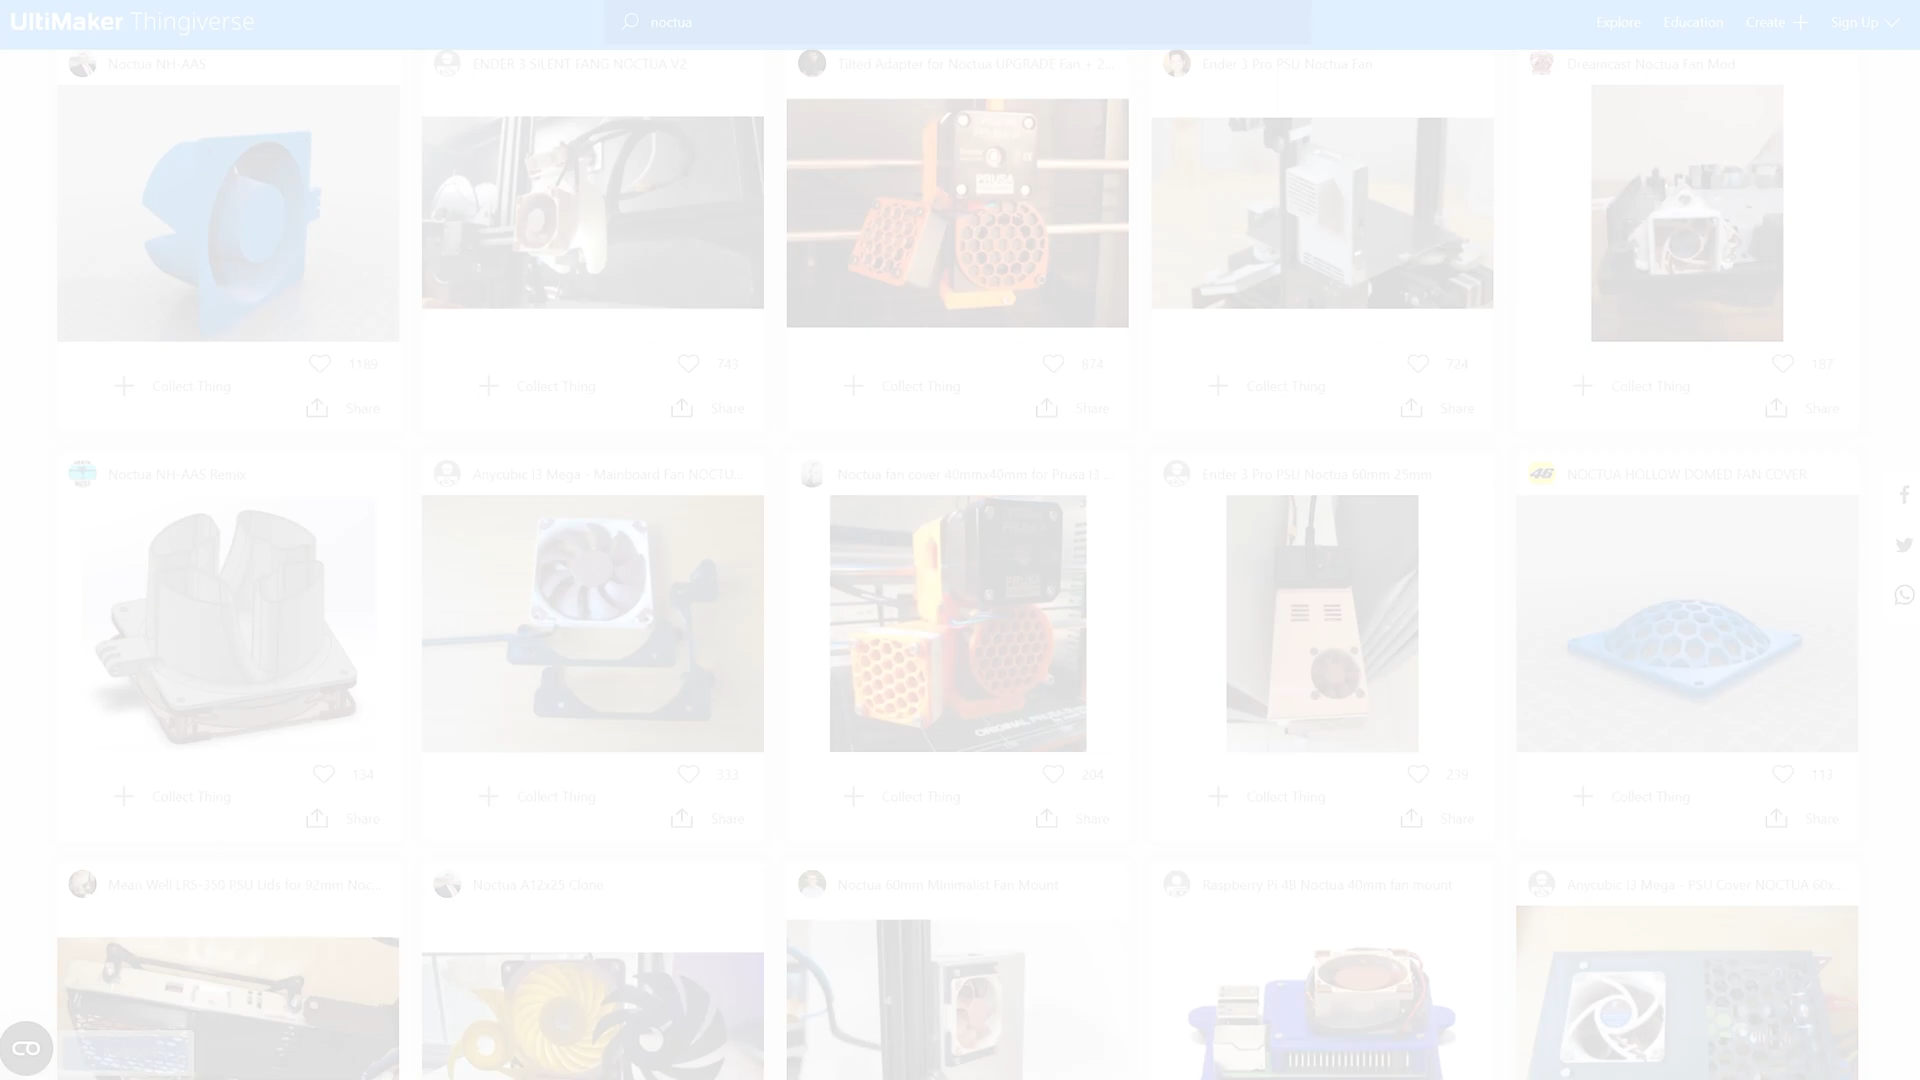 UltiMaker Thingiverse
noctua
Explore Education Create Sign Up
Noctua NH-AAS
ENDER 3 SILENT FANG NOCTUA V2
Tilted Adapter for Noctua UPGRADE Fan + 2...
Ender 3 Pro PSU Noctua Fan
Dreamcast Noctua Fan Mod
PRUSA
1189
Collect Thing
Share
743
Collect Thing
Share
874
Collect Thing
Share
724
Collect Thing
Share
187
Collect Thing
Share
Noctua NH-AAS Remix
Anycubic I3 Mega - Mainboard Fan NOCTU...
Noctua fan cover 40mmx40mm for Prusa I3 ...
Ender 3 Pro PSU Noctua 60mm 25mm
46
NOCTUA HOLLOW DOMED FAN COVER
PRUSA
ORIGINAL PRUSA
134
Collect Thing
Share
333
Collect Thing
Share
204
Collect Thing
Share
239
Collect Thing
Share
113
Collect Thing
Share
Mean Well LRS-350 PSU Lids for 92mm Noc...
Noctua A12x25 Clone
Noctua 60mm Minimalist Fan Mount
Raspberry Pi 4B Noctua 40mm fan mount
Anycubic I3 Mega - PSU Cover NOCTUA 60x...